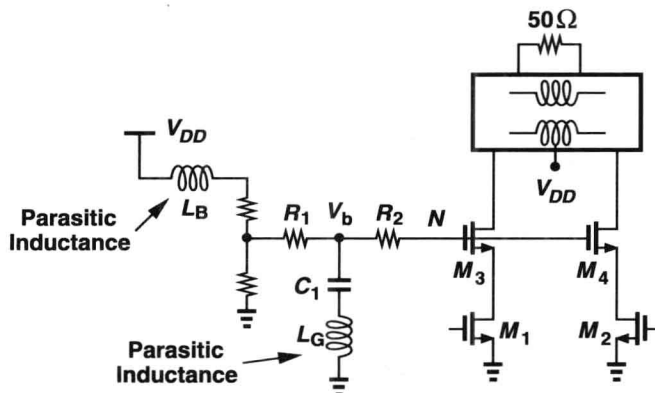 50Ω
V_DD
L_B
Parasitic
Inductance
R_1
V_b
R_2
N
V_DD
M_3
M_4
C_1
L_G
M_1
M_2
Parasitic
Inductance